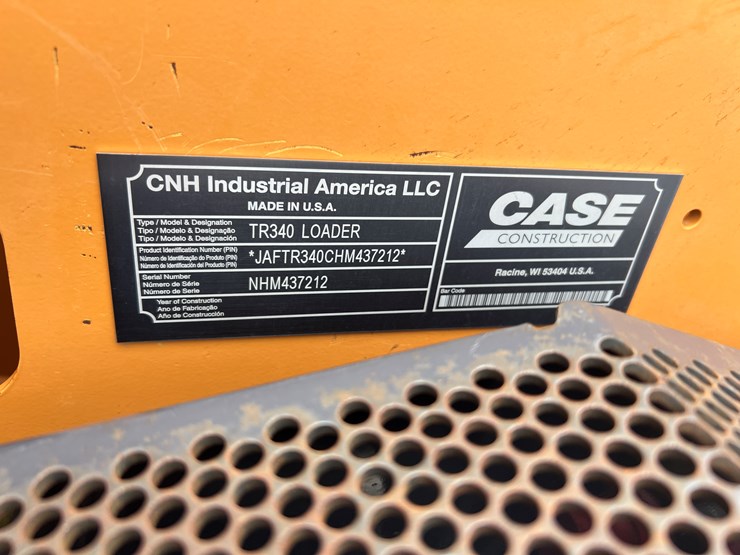 CNH Industrial America LLC
MADE IN U.S.A.
Type / Model & Designation
Tipo / Modelo & Designação
Tipo / Modelo & Designación
TR340 LOADER
Product Identification Number (PIN)
Número de Identificação do Produto (PIN)
Número de Identificación del Producto (PIN)
*JAFTR340CHM437212*
Serial Number
Número de Série
Número de Serie
NHM437212
Year of Construction
Ano de Fabricação
Año de Construcción
CASE
CONSTRUCTION
Racine, WI 53404 U.S.A.
Bar Code